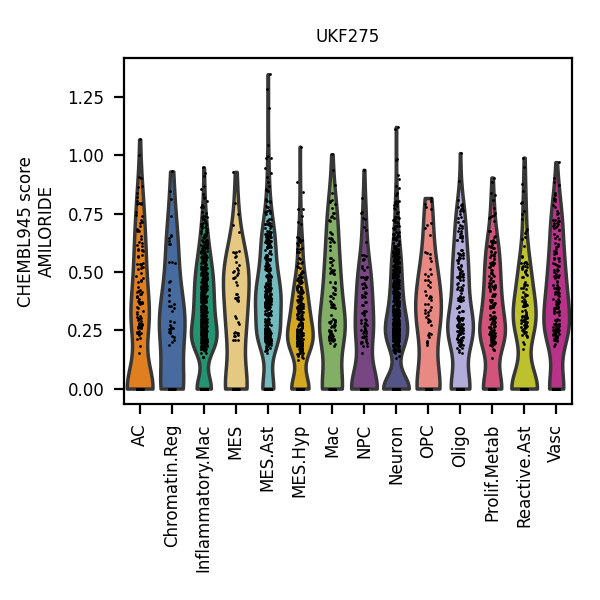 UKF275
CHEMBL945 score
AMILORIDE
1.25
1.00
0.75
0.50
0.25
0.00
AC
Chromatin.Reg
Inflammatory.Mac
MES
MES.Ast
MES.Hyp
Mac
NPC
Neuron
OPC
Oligo
Prolif.Metab
Reactive.Ast
Vasc